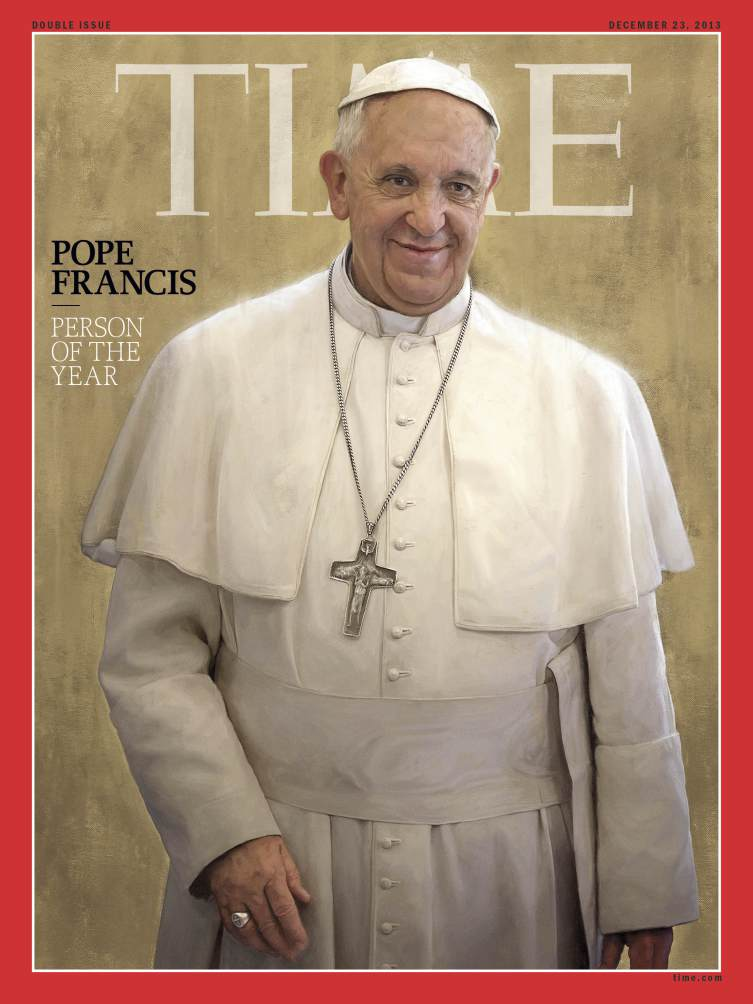 DOUBLE ISSUE
DECEMBER 23, 2013
TIME
POPE
FRANCIS
PERSON
OF THE
YEAR
time.com